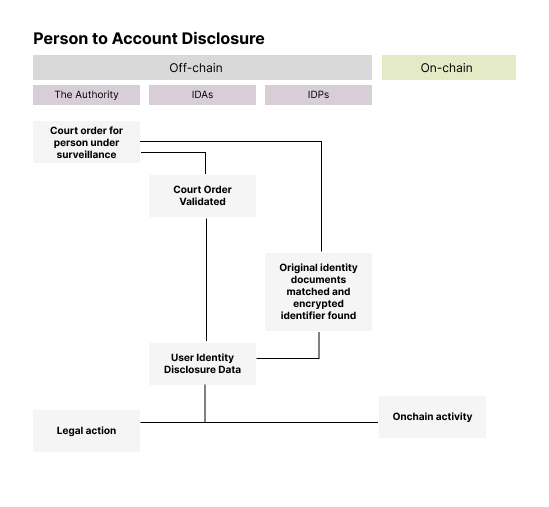 Person to Account Disclosure
Off-chain
On-chain
The Authority
IDAs
IDPs
Court order for
person under
surveillance
Court Order
Validated
Original identity
documents
matched and
encrypted
identifier found
User Identity
Disclosure Data
Legal action
Onchain activity